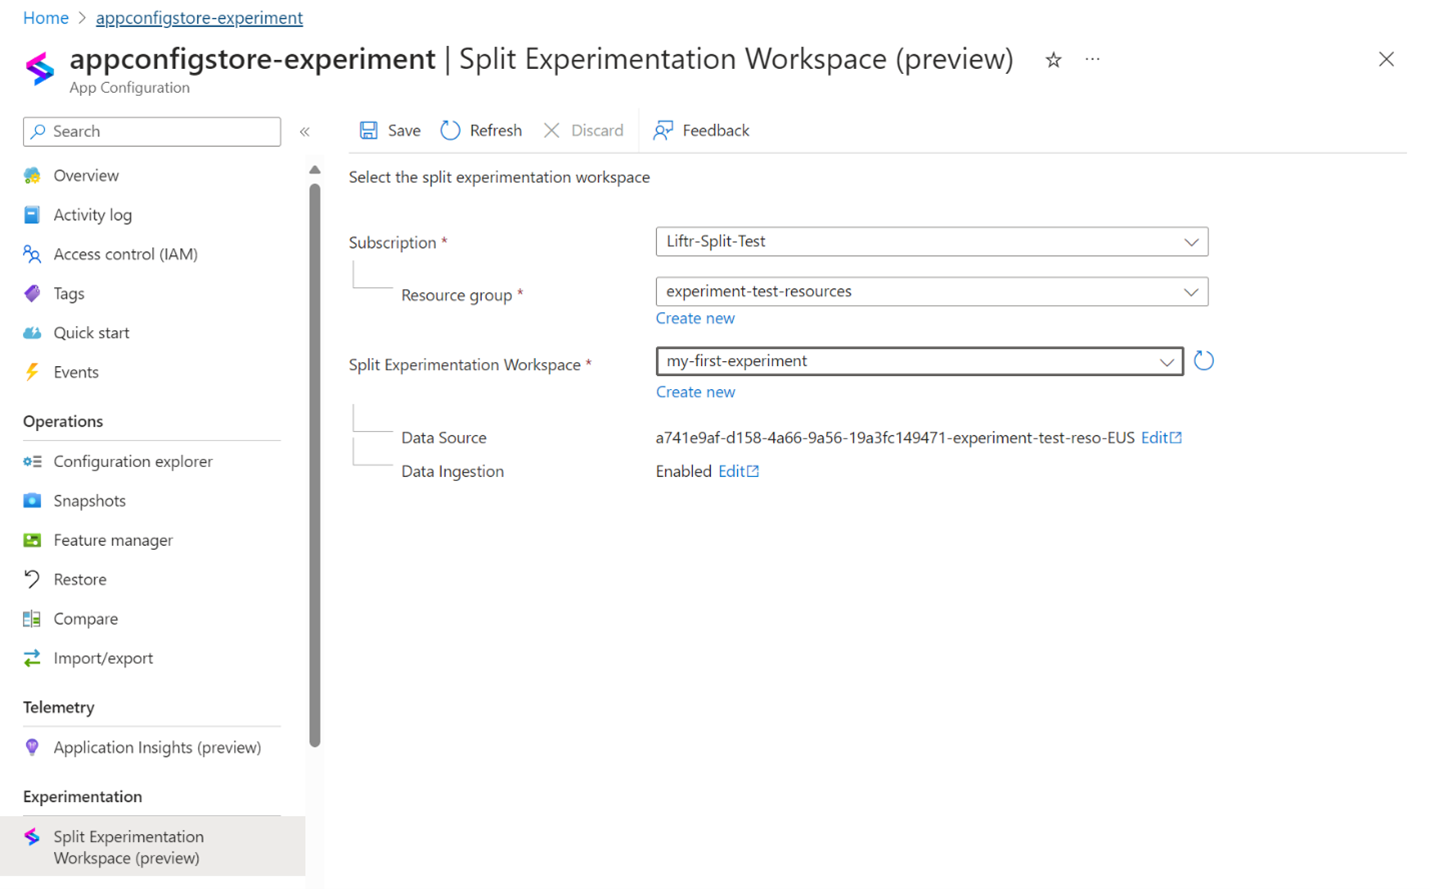 Home > appconfigstore-experiment
appconfigstore-experiment | Split Experimentation Workspace (preview)
App Configuration
Search
Overview
Activity log
Access control (IAM)
Tags
Quick start
Events
Operations
Configuration explorer
Snapshots
Feature manager
Restore
Compare
Import/export
Telemetry
Application Insights (preview)
Experimentation
Split Experimentation
Workspace (preview)
Save Refresh Discard Feedback
Select the split experimentation workspace
Subscription * Liftr-Split-Test
Resource group * experiment-test-resources
Create new
Split Experimentation Workspace * my-first-experiment
Create new
Data Source a741e9af-d158-4a66-9a56-19a3fc149471-experiment-test-reso-EUS Edit
Data Ingestion Enabled Edit